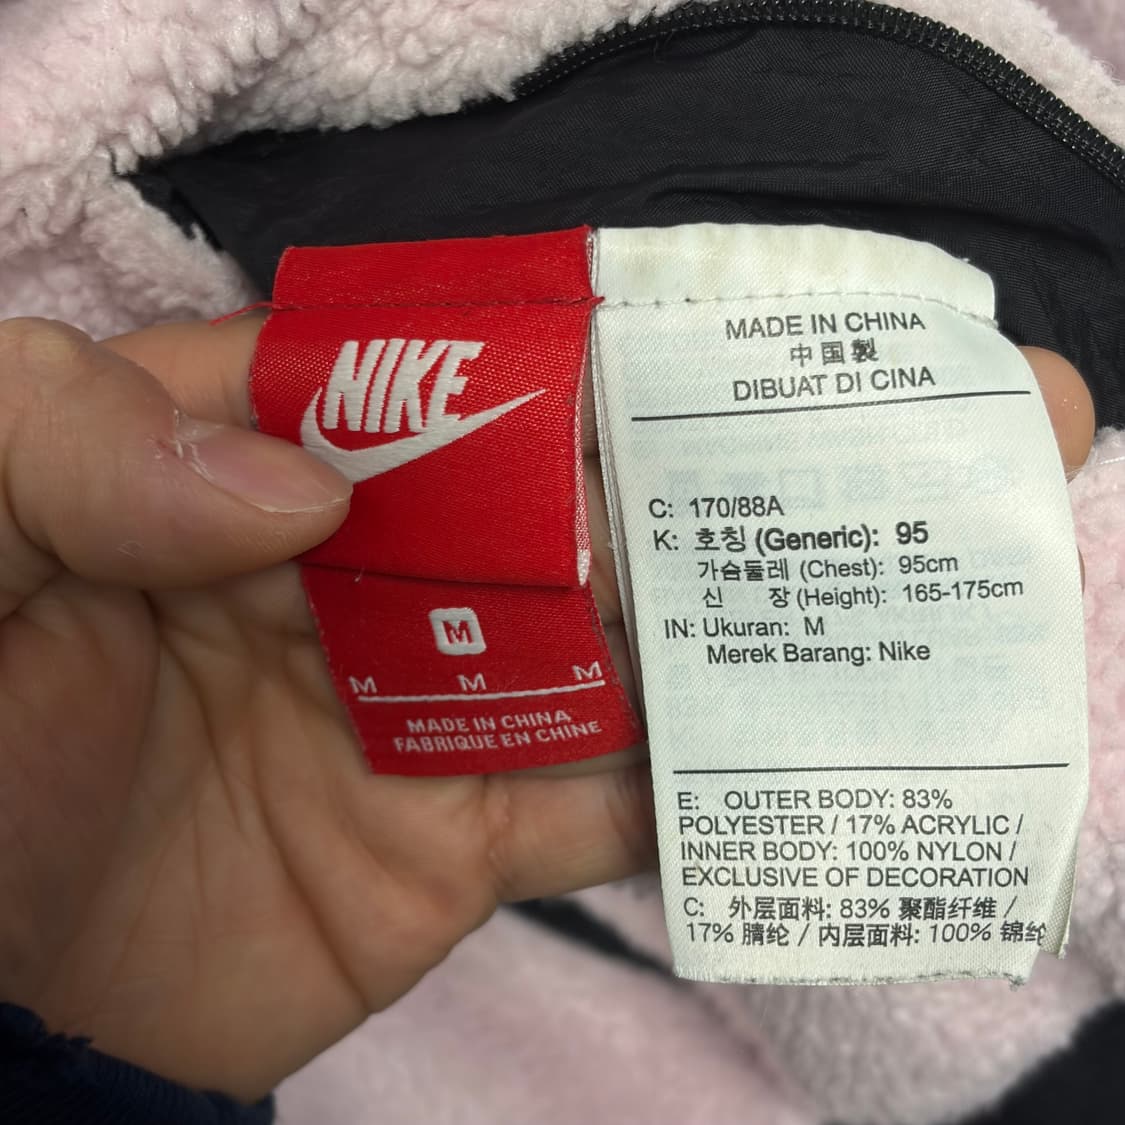 NIKE
M
M M M
MADE IN CHINA
FABRIQUE EN CHINE
MADE IN CHINA
中国製
DIBUAT DI CINA
C: 170/88A
K: 호칭 (Generic): 95
가슴둘레 (Chest): 95cm
신 장 (Height): 165-175cm
IN: Ukuran: M
Merek Barang: Nike
E: OUTER BODY: 83%
POLYESTER / 17% ACRYLIC /
INNER BODY: 100% NYLON /
EXCLUSIVE OF DECORATION
C: 外层面料: 83% 聚酯纤维 /
17% 腈纶 / 内层面料: 100% 锦纶